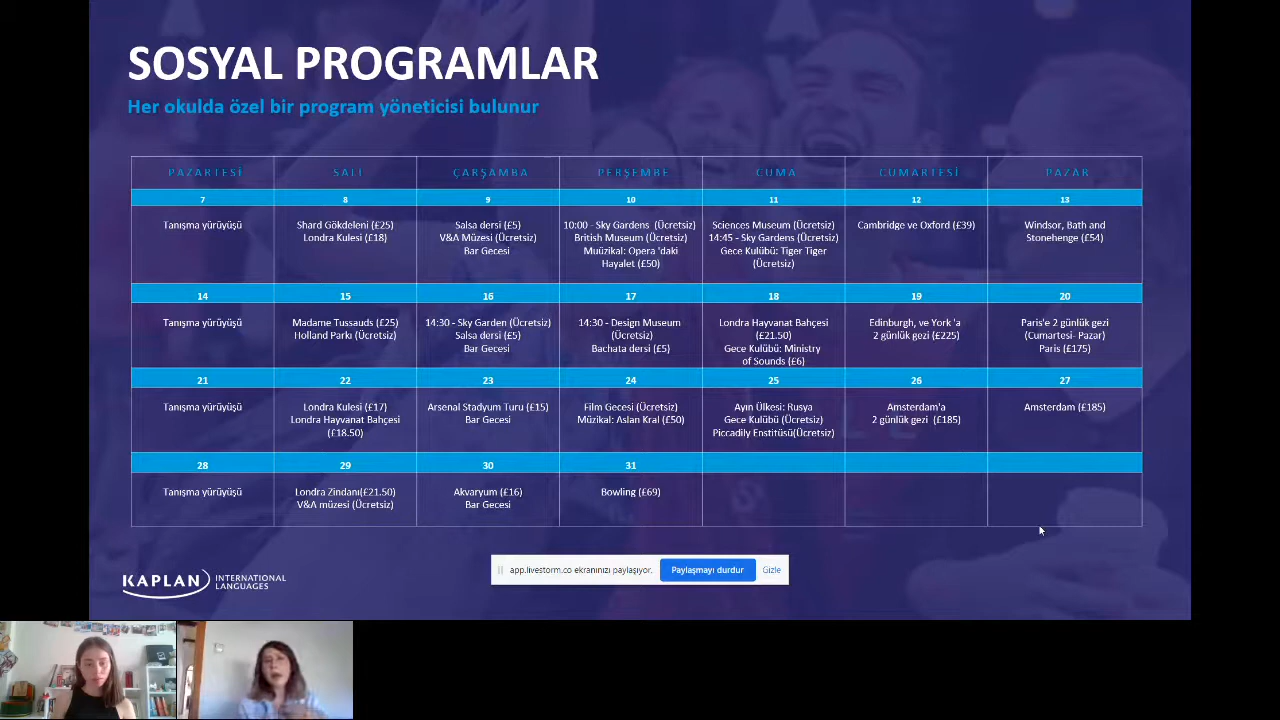 SOSYAL PROGRAMLAR
Her okulda özel bir program yöneticisi bulunur
PAZARTESİ SALI ÇARŞAMBA PERŞEMBE CUMA CUMARTESİ PAZAR
7 8 9 10 11 12 13
Tanışma yürüyüşü
Shard Gökdeleni (£25)
Londra Kulesi (£18)
Salsa dersi (£5)
V&A Müzesi (Ücretsiz)
Bar Gecesi
10:00 - Sky Gardens (Ücretsiz)
British Museum (Ücretsiz)
Muüzikal: Opera 'daki
Hayalet (£50)
Sciences Museum (Ücretsiz)
14:45 - Sky Gardens (Ücretsiz)
Gece Kulübü: Tiger Tiger
(Ücretsiz)
Cambridge ve Oxford (£39)
Windsor, Bath and
Stonehenge (£54)
14 15 16 17 18 19 20
Tanışma yürüyüşü
Madame Tussauds (£25)
Holland Parkı (Ücretsiz)
14:30 - Sky Garden (Ücretsiz)
Salsa dersi (£5)
Bar Gecesi
14:30 - Design Museum
(Ücretsiz)
Bachata dersi (£5)
Londra Hayvanat Bahçesi
(£21.50)
Gece Kulübü: Ministry
of Sounds (£6)
Edinburgh, ve York 'a
2 günlük gezi (£225)
Paris'e 2 günlük gezi
(Cumartesi- Pazar)
Paris (£175)
21 22 23 24 25 26 27
Tanışma yürüyüşü
Londra Kulesi (£17)
Londra Hayvanat Bahçesi
(£18.50)
Arsenal Stadyum Turu (£15)
Bar Gecesi
Film Gecesi (Ücretsiz)
Müzikal: Aslan Kral (£50)
Ayın Ülkesi: Rusya
Gece Kulübü (Ücretsiz)
Piccadily Enstitüsü(Ücretsiz)
Amsterdam'a
2 günlük gezi (£185)
Amsterdam (£185)
28 29 30 31
Tanışma yürüyüşü
Londra Zindanı(£21.50)
V&A müzesi (Ücretsiz)
Akvaryum (£16)
Bar Gecesi
Bowling (£69)
app.livestorm.co ekranınızı paylaşıyor. Paylaşmayı durdur Gizle
KAPLAN INTERNATIONAL
LANGUAGES